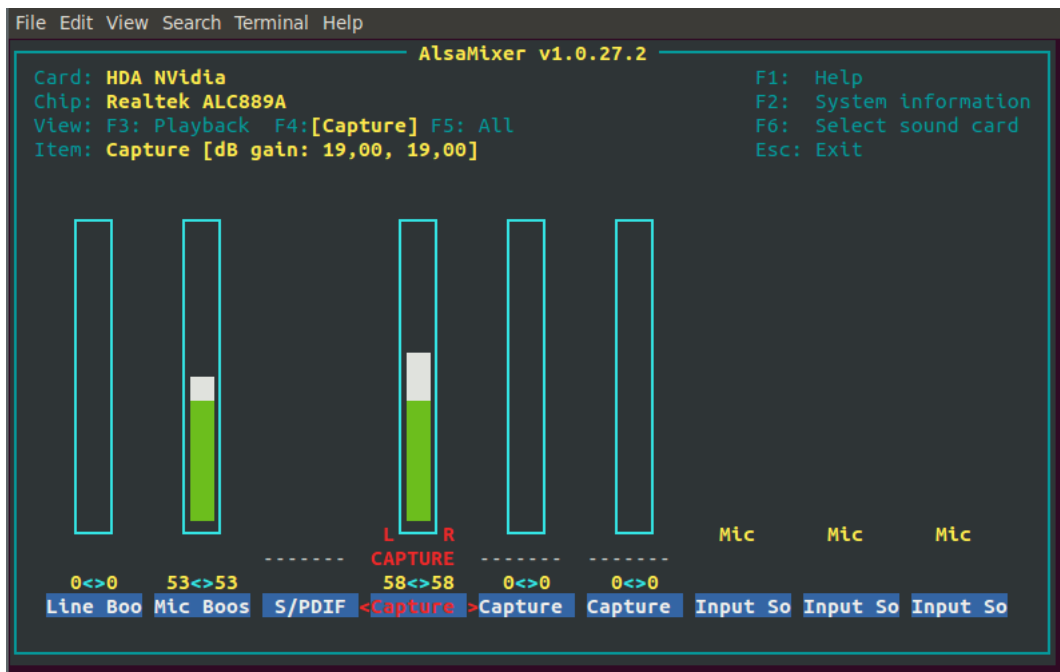 File Edit View Search Terminal Help
AlsaMixer v1.0.27.2
Card: HDA NVidia F1: Help
Chip: Realtek ALC889A F2: System information
View: F3: Playback F4:[Capture] F5: All F6: Select sound card
Item: Capture [dB gain: 19,00, 19,00] Esc: Exit
L R Mic Mic Mic
------- CAPTURE ------- -------
0<>0 53<>53 58<>58 0<>0 0<>0
Line Boo Mic Boos S/PDIF <Capture >Capture Capture Input So Input So Input So